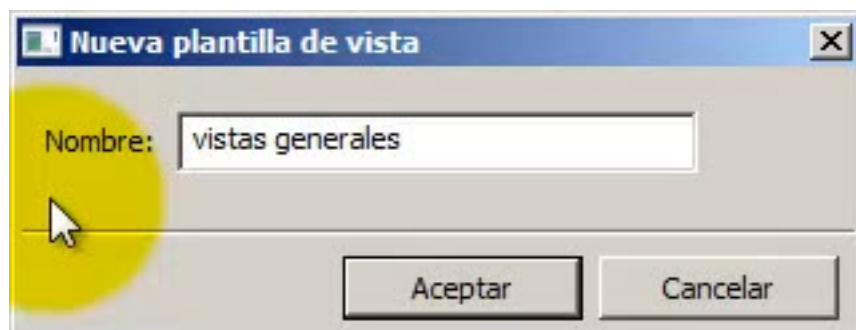 Nueva plantilla de vista
Nombre: vistas generales
Aceptar Cancelar